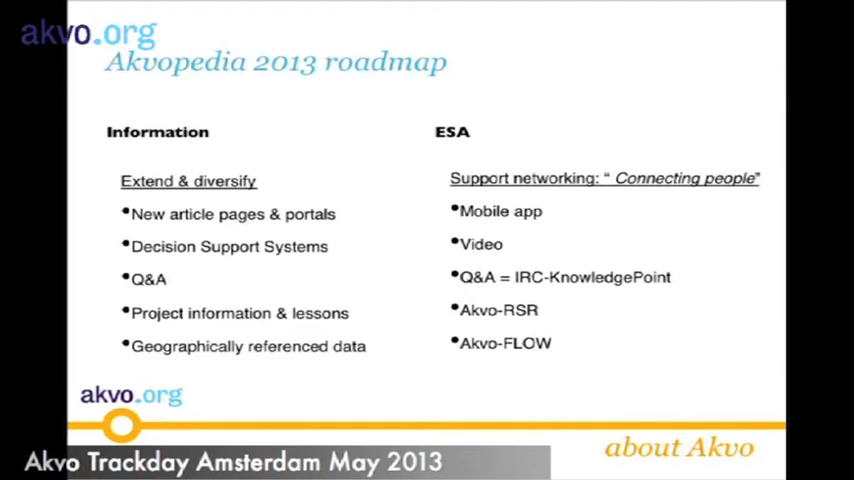 akvo.org
Akvopedia 2013 roadmap
Information
Extend & diversify
•New article pages & portals
•Decision Support Systems
•Q&A
•Project information & lessons
•Geographically referenced data
ESA
Support networking: “ Connecting people”
•Mobile app
•Video
•Q&A = IRC-KnowledgePoint
•Akvo-RSR
•Akvo-FLOW
akvo.org
about Akvo
Akvo Trackday Amsterdam May 2013